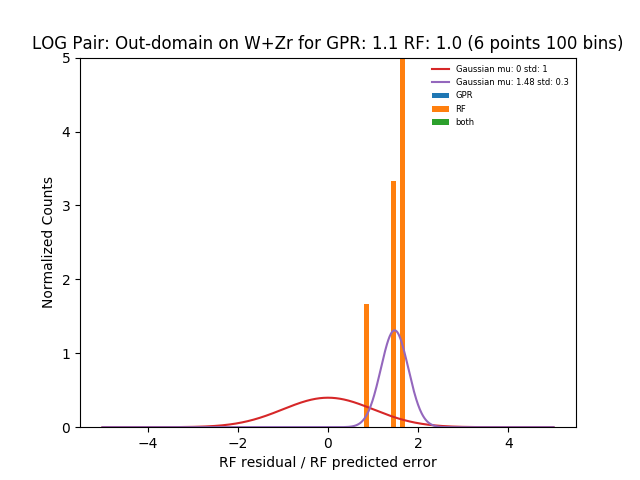 LOG Pair: Out-domain on W+Zr for GPR: 1.1 RF: 1.0 (6 points 100 bins)
Gaussian mu: 0 std: 1
Gaussian mu: 1.48 std: 0.3
GPR
RF
both
Normalized Counts
5
4
3
2
1
0
−4
−2
0
2
4
RF residual / RF predicted error